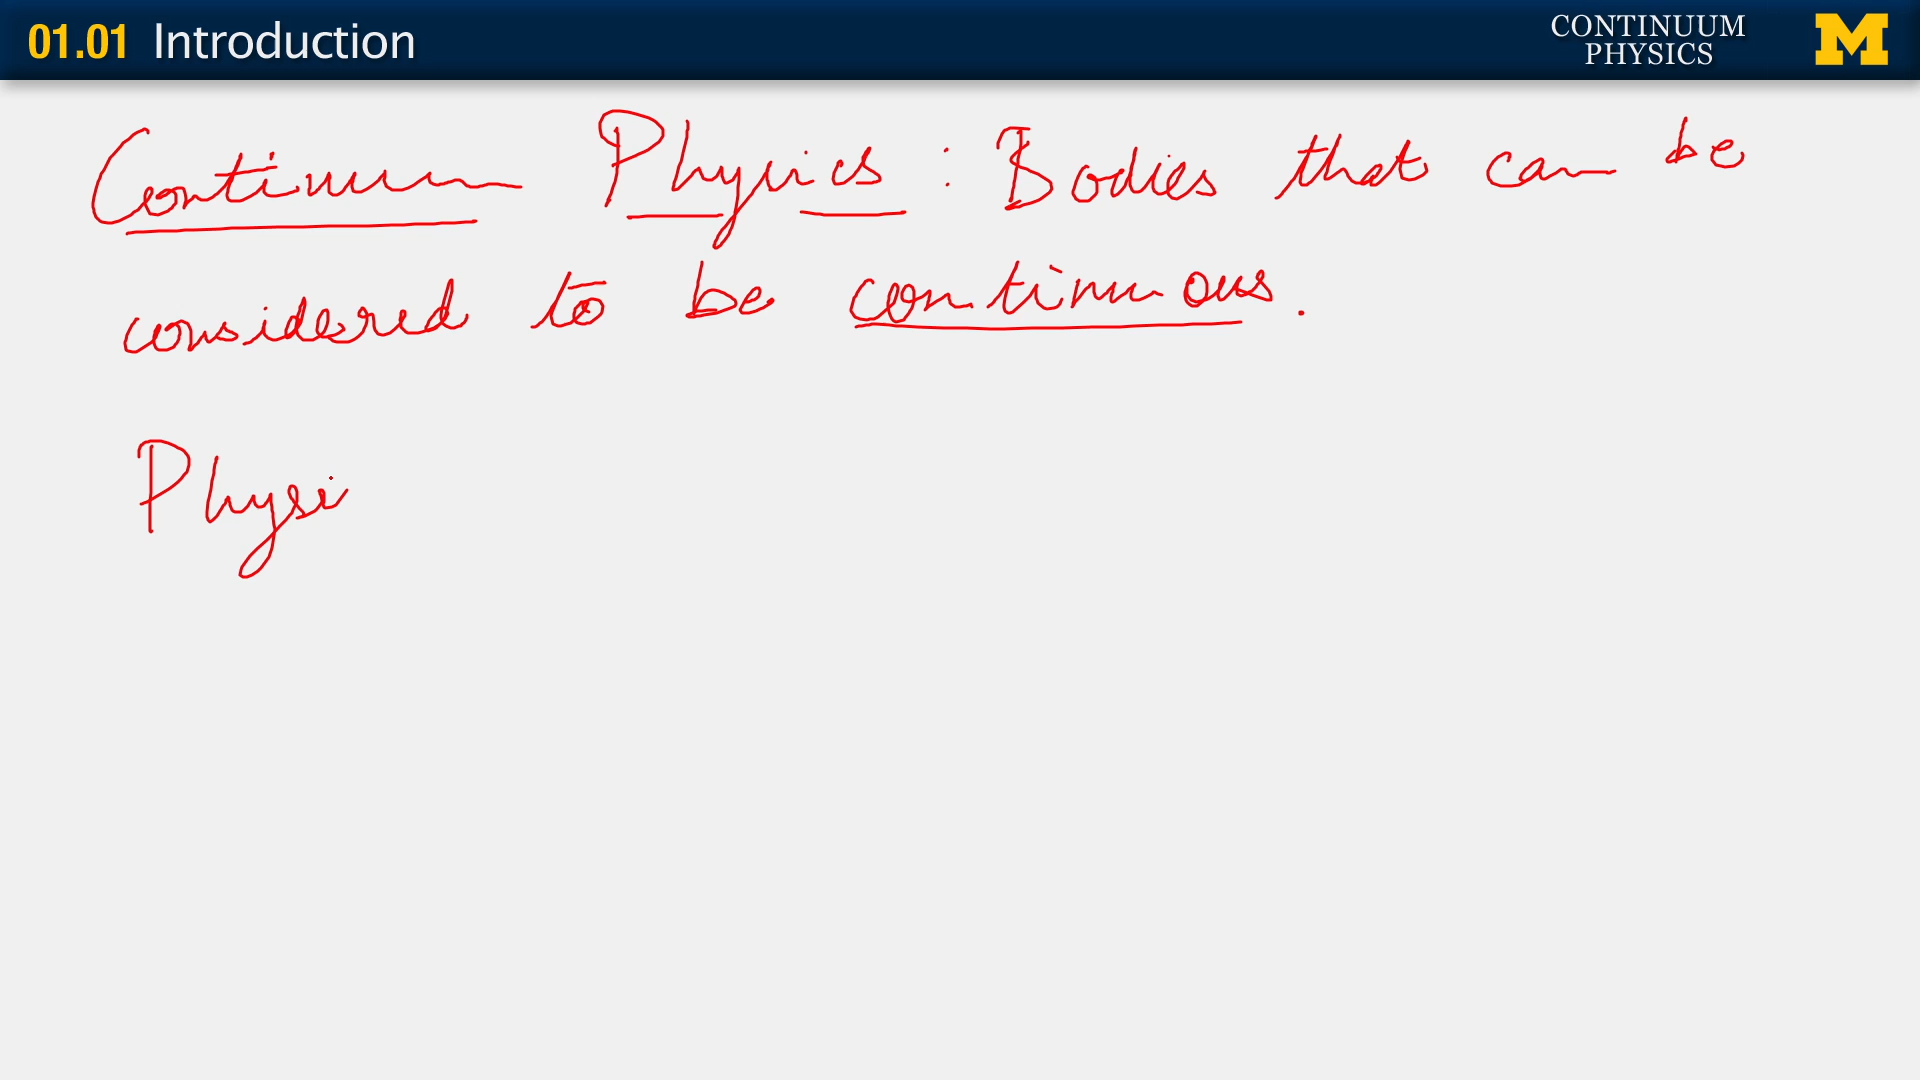 01.01 Introduction
CONTINUUM
PHYSICS
M
Continuum Physics : Bodies that can be
considered to be continuous.
Physi